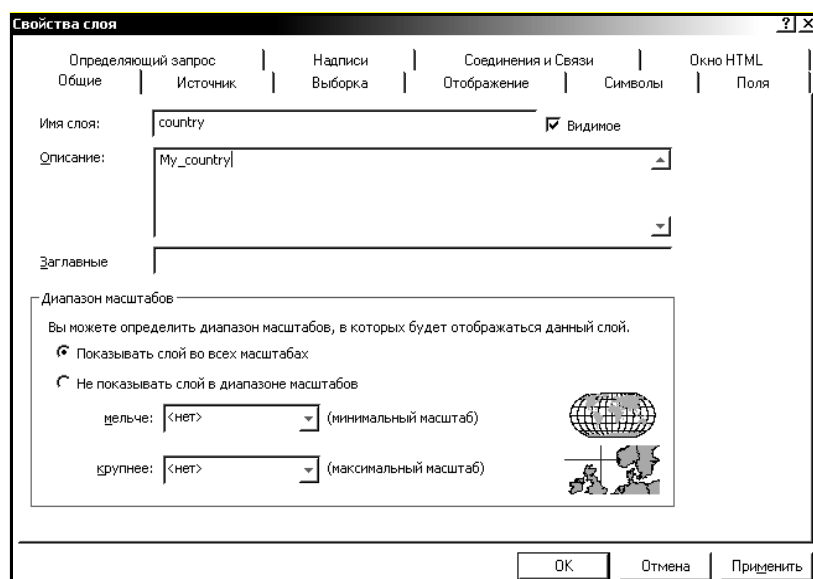 Свойства слоя
Определяющий запрос Надписи Соединения и Связи Окно HTML
Общие Источник Выборка Отображение Символы Поля
Имя слоя: country Видимое
Описание: My_country
Заглавные
Диапазон масштабов
Вы можете определить диапазон масштабов, в которых будет отображаться данный слой.
Показывать слой во всех масштабах
Не показывать слой в диапазоне масштабов
мельче: <нет> (минимальный масштаб)
крупнее: <нет> (максимальный масштаб)
OK Отмена Применить